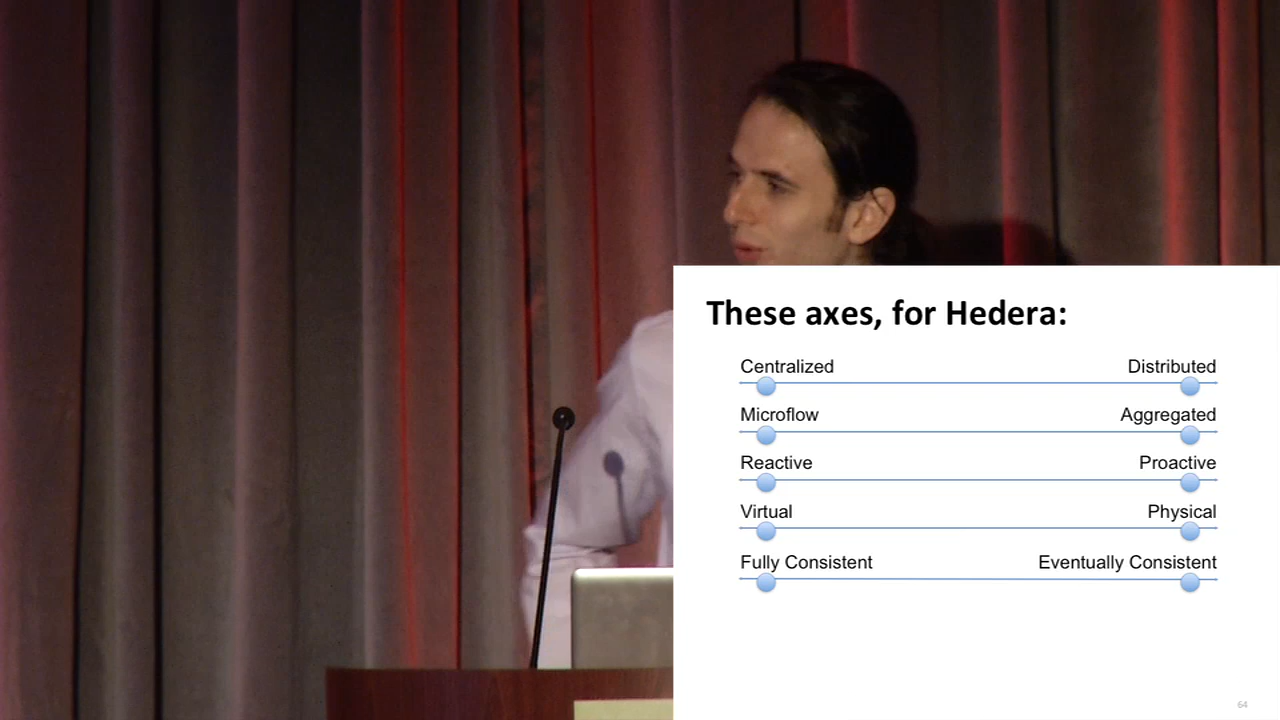 These axes, for Hedera:
Centralized Distributed
Microflow Aggregated
Reactive Proactive
Virtual Physical
Fully Consistent Eventually Consistent
64